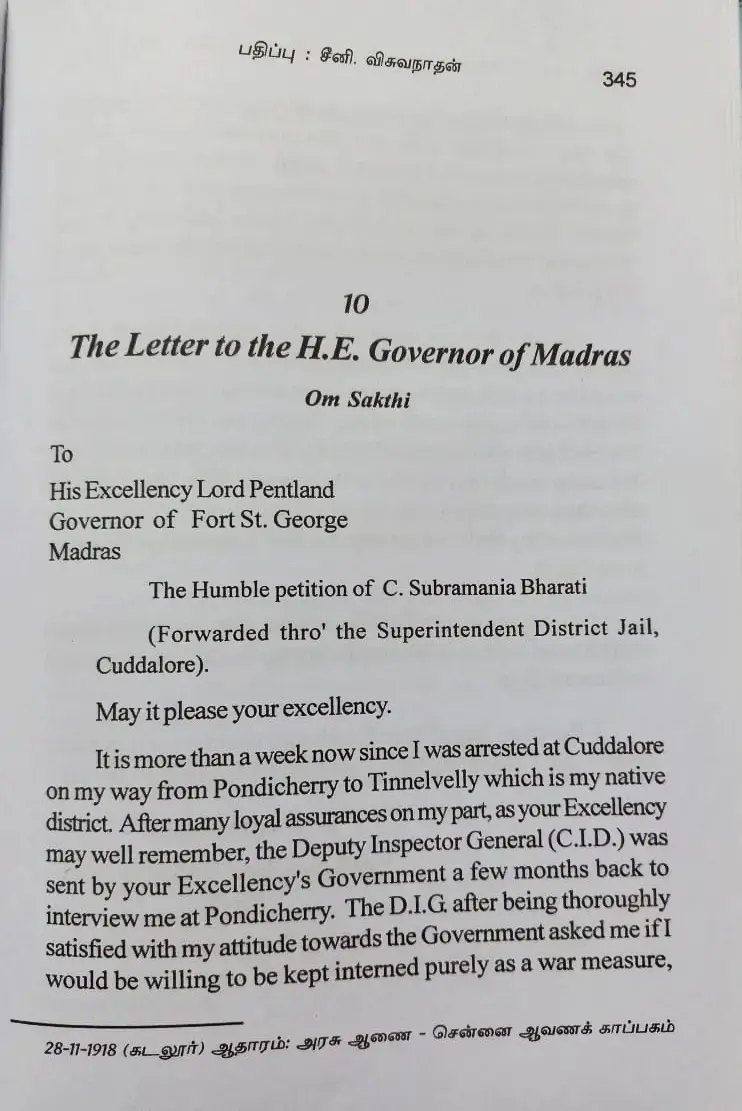 பதிப்பு : சீனி. விசுவநாதன்
345
10
The Letter to the H.E. Governor of Madras
Om Sakthi
To
His Excellency Lord Pentland
Governor of Fort St. George
Madras
The Humble petition of C. Subramania Bharati
(Forwarded thro' the Superintendent District Jail,
Cuddalore).
May it please your excellency.
It is more than a week now since I was arrested at Cuddalore
on my way from Pondicherry to Tinnelvelly which is my native
district. After many loyal assurances on my part, as your Excellency
may well remember, the Deputy Inspector General (C.I.D.) was
sent by your Excellency's Government a few months back to
interview me at Pondicherry. The D.I.G. after being thoroughly
satisfied with my attitude towards the Government asked me if I
would be willing to be kept interned purely as a war measure,
28-11-1918 (கடலூர்) ஆதாரம்: அரசு ஆணை - சென்னை ஆவணக் காப்பகம்